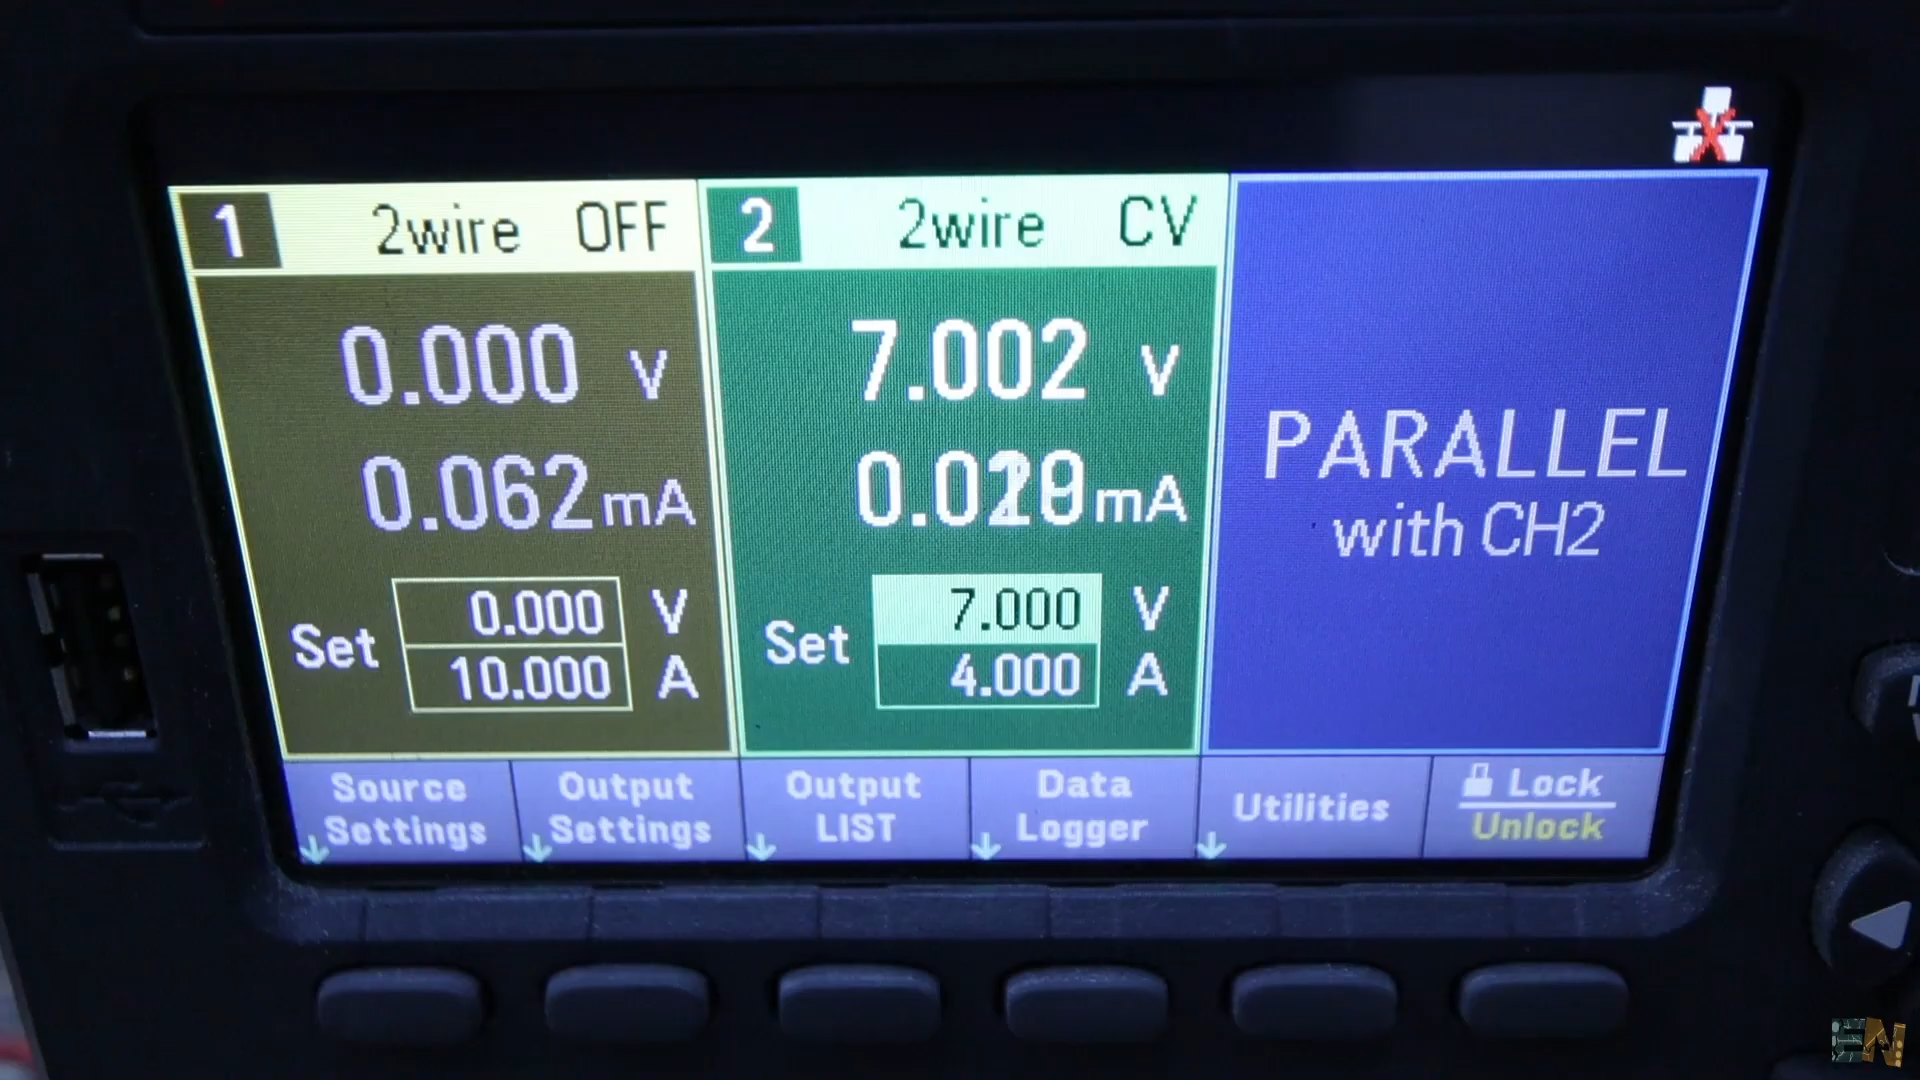 1 2wire OFF
0.000 V
0.062 mA
Set 0.000 V
10.000 A
2 2wire CV
7.002 V
mA
Set 7.000 V
4.000 A
PARALLEL
with CH2
Source
Settings
Output
Settings
Output
LIST
Data
Logger
Utilities
Lock
Unlock
EN